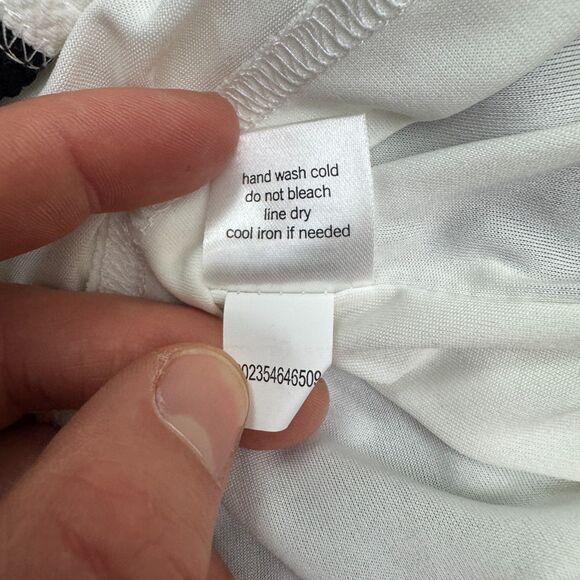 hand wash cold
do not bleach
line dry
cool iron if needed
02354646509